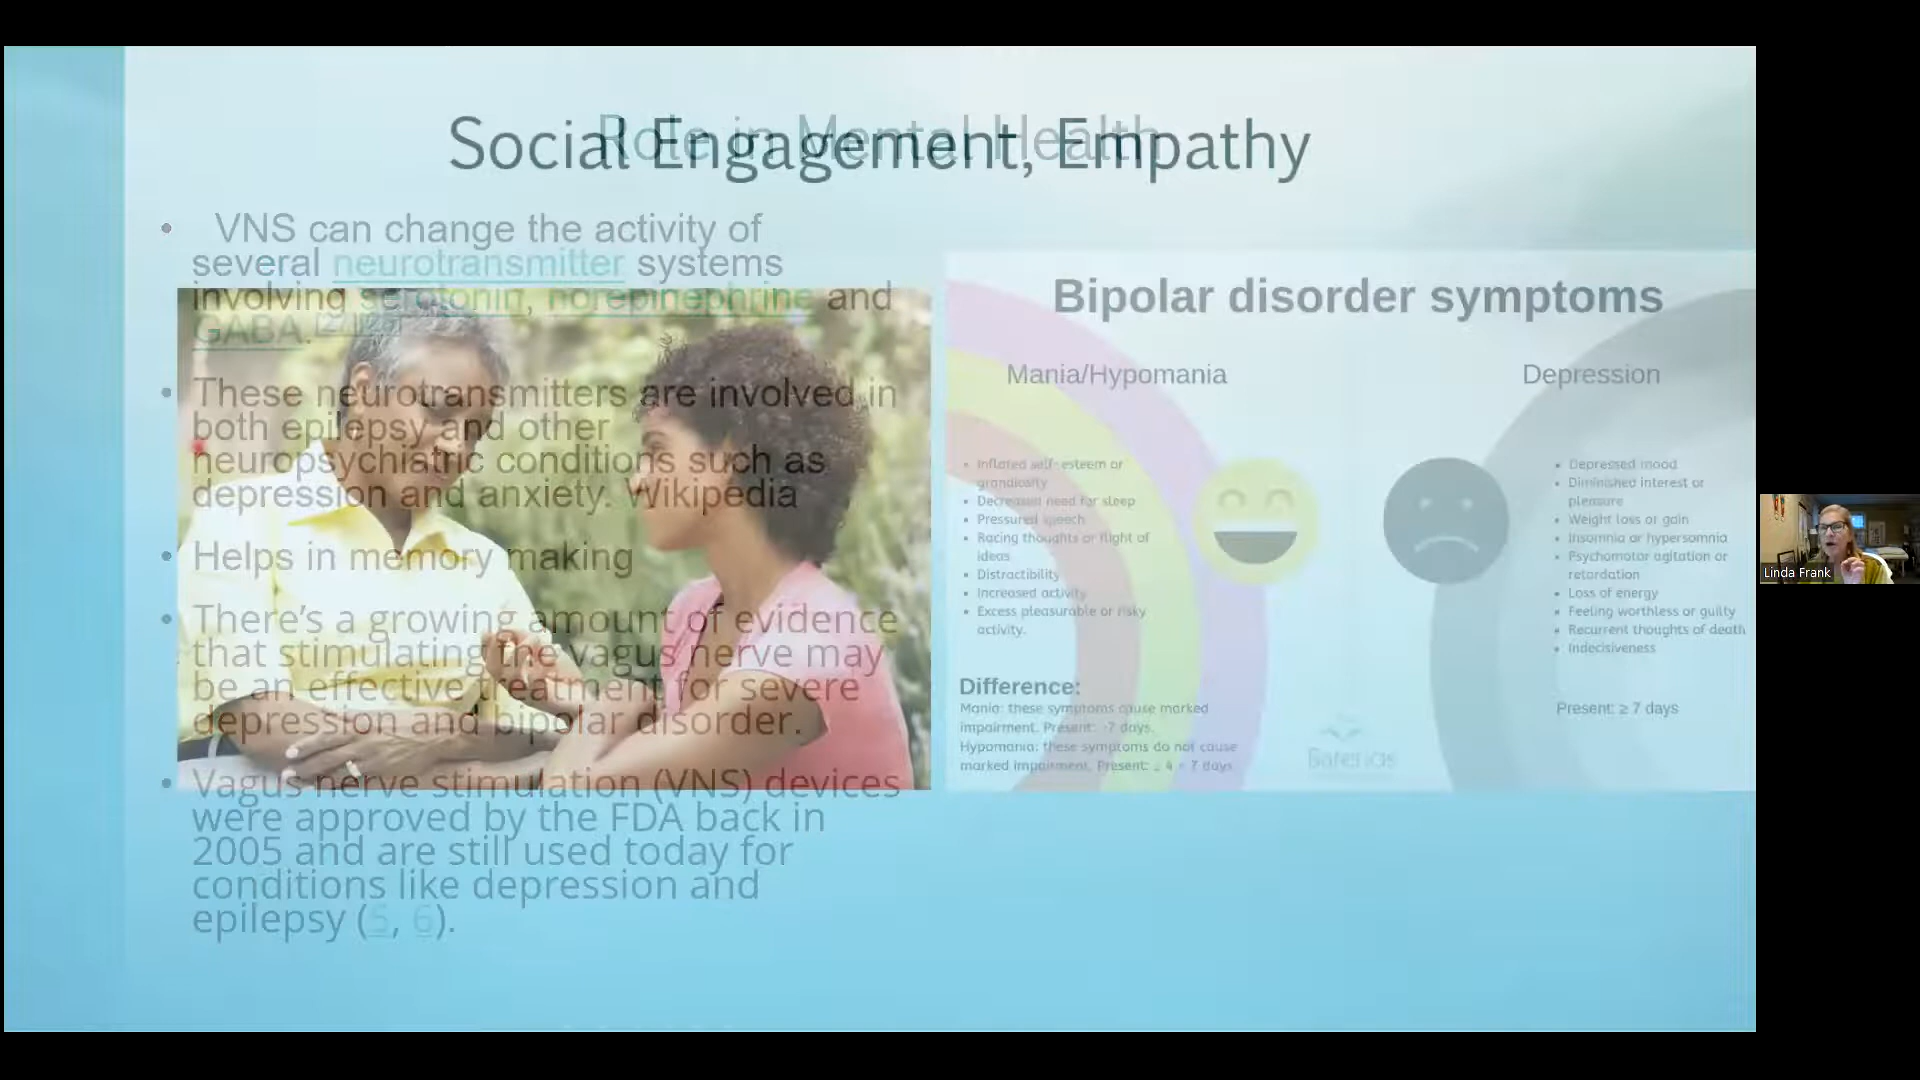 Social Engagement, Empathy
Role in Mental Health
• VNS can change the activity of
several neurotransmitter systems
involving serotonin, norepinephrine and
GABA.
• These neurotransmitters are involved in
both epilepsy and other
neuropsychiatric conditions such as
depression and anxiety. Wikipedia
• Helps in memory making
• There’s a growing amount of evidence
that stimulating the vagus nerve may
be an effective treatment for severe
depression and bipolar disorder.
• Vagus nerve stimulation (VNS) devices
were approved by the FDA back in
2005 and are still used today for
conditions like depression and
epilepsy (5, 6).
Bipolar disorder symptoms
Mania/Hypomania
• Inflated self-esteem or
grandiosity
• Decreased need for sleep
• Pressured speech
• Racing thoughts or flight of
ideas
• Distractibility
• Increased activity
• Excess pleasurable or risky
activity.
Difference:
Mania: these symptoms cause marked
impairment. Present: 7 days.
Hypomania: these symptoms do not cause
marked impairment. Present: ≥ 4 < 7 days
Depression
• Depressed mood
• Diminished interest or
pleasure
• Weight loss or gain
• Insomnia or hypersomnia
• Psychomotor agitation or
retardation
• Loss of energy
• Feeling worthless or guilty
• Recurrent thoughts of death
• Indecisiveness
Present: ≥ 7 days
Linda Frank